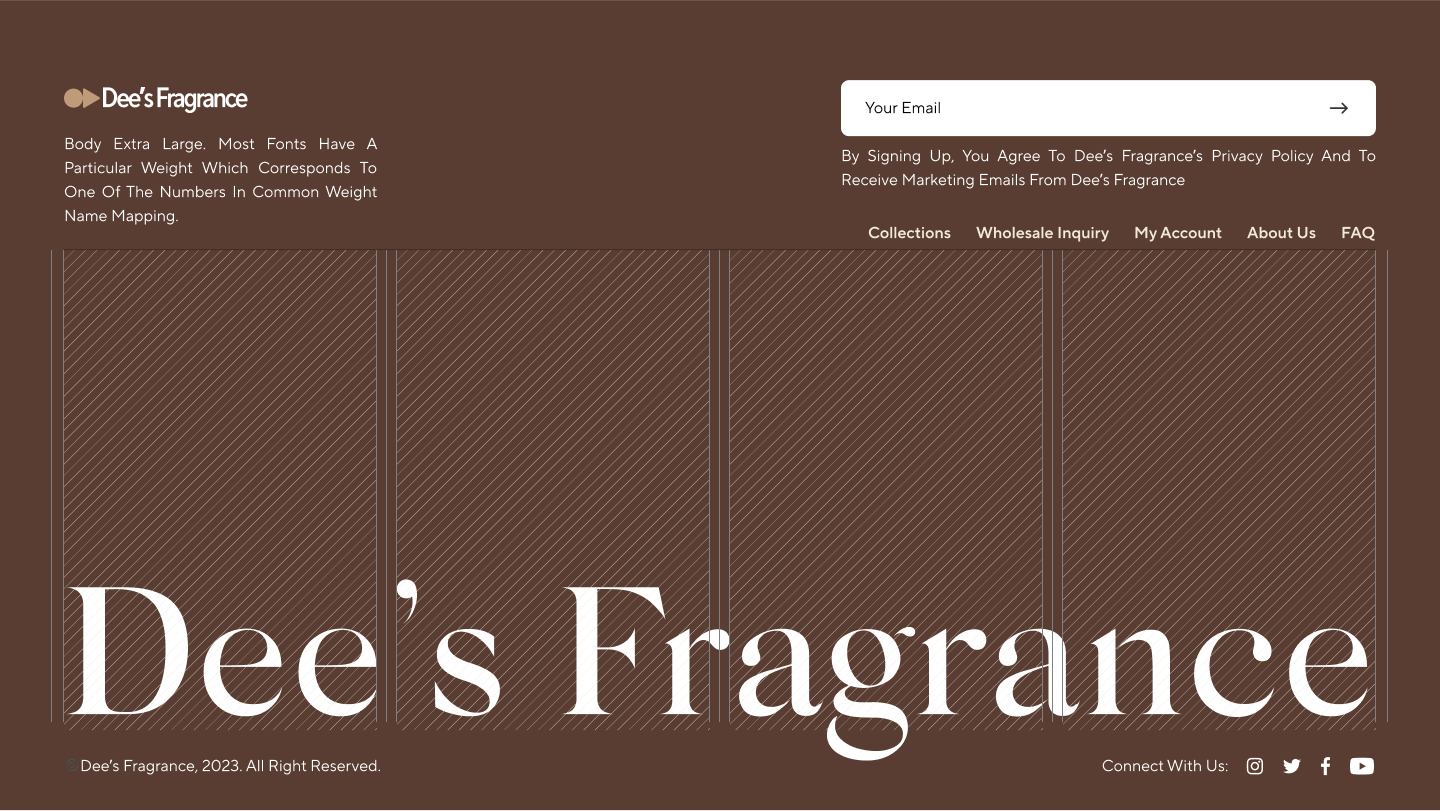 Dee's Fragrance
Body Extra Large. Most Fonts Have A
Particular Weight Which Corresponds To
One Of The Numbers In Common Weight
Name Mapping.
Your Email
By Signing Up, You Agree To Dee's Fragrance's Privacy Policy And To
Receive Marketing Emails From Dee's Fragrance
Collections Wholesale Inquiry My Account About Us FAQ
Dee's Fragrance
© Dee's Fragrance, 2023. All Right Reserved.
Connect With Us: